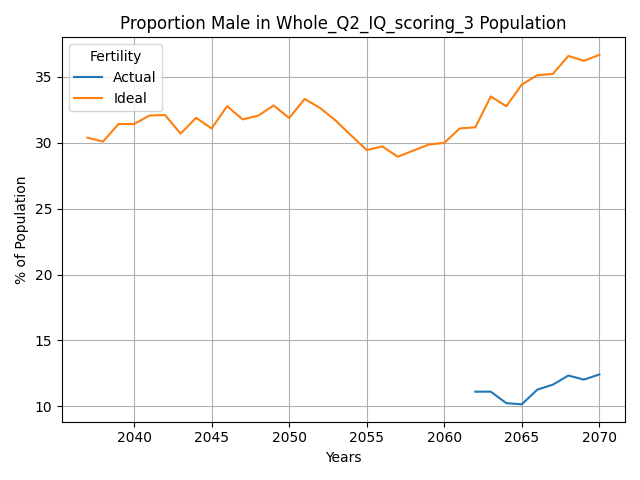 Proportion Male in Whole_Q2_IQ_scoring_3 Population
Fertility
Actual
Ideal
% of Population
35
30
25
20
15
10
2040 2045 2050 2055 2060 2065 2070
Years